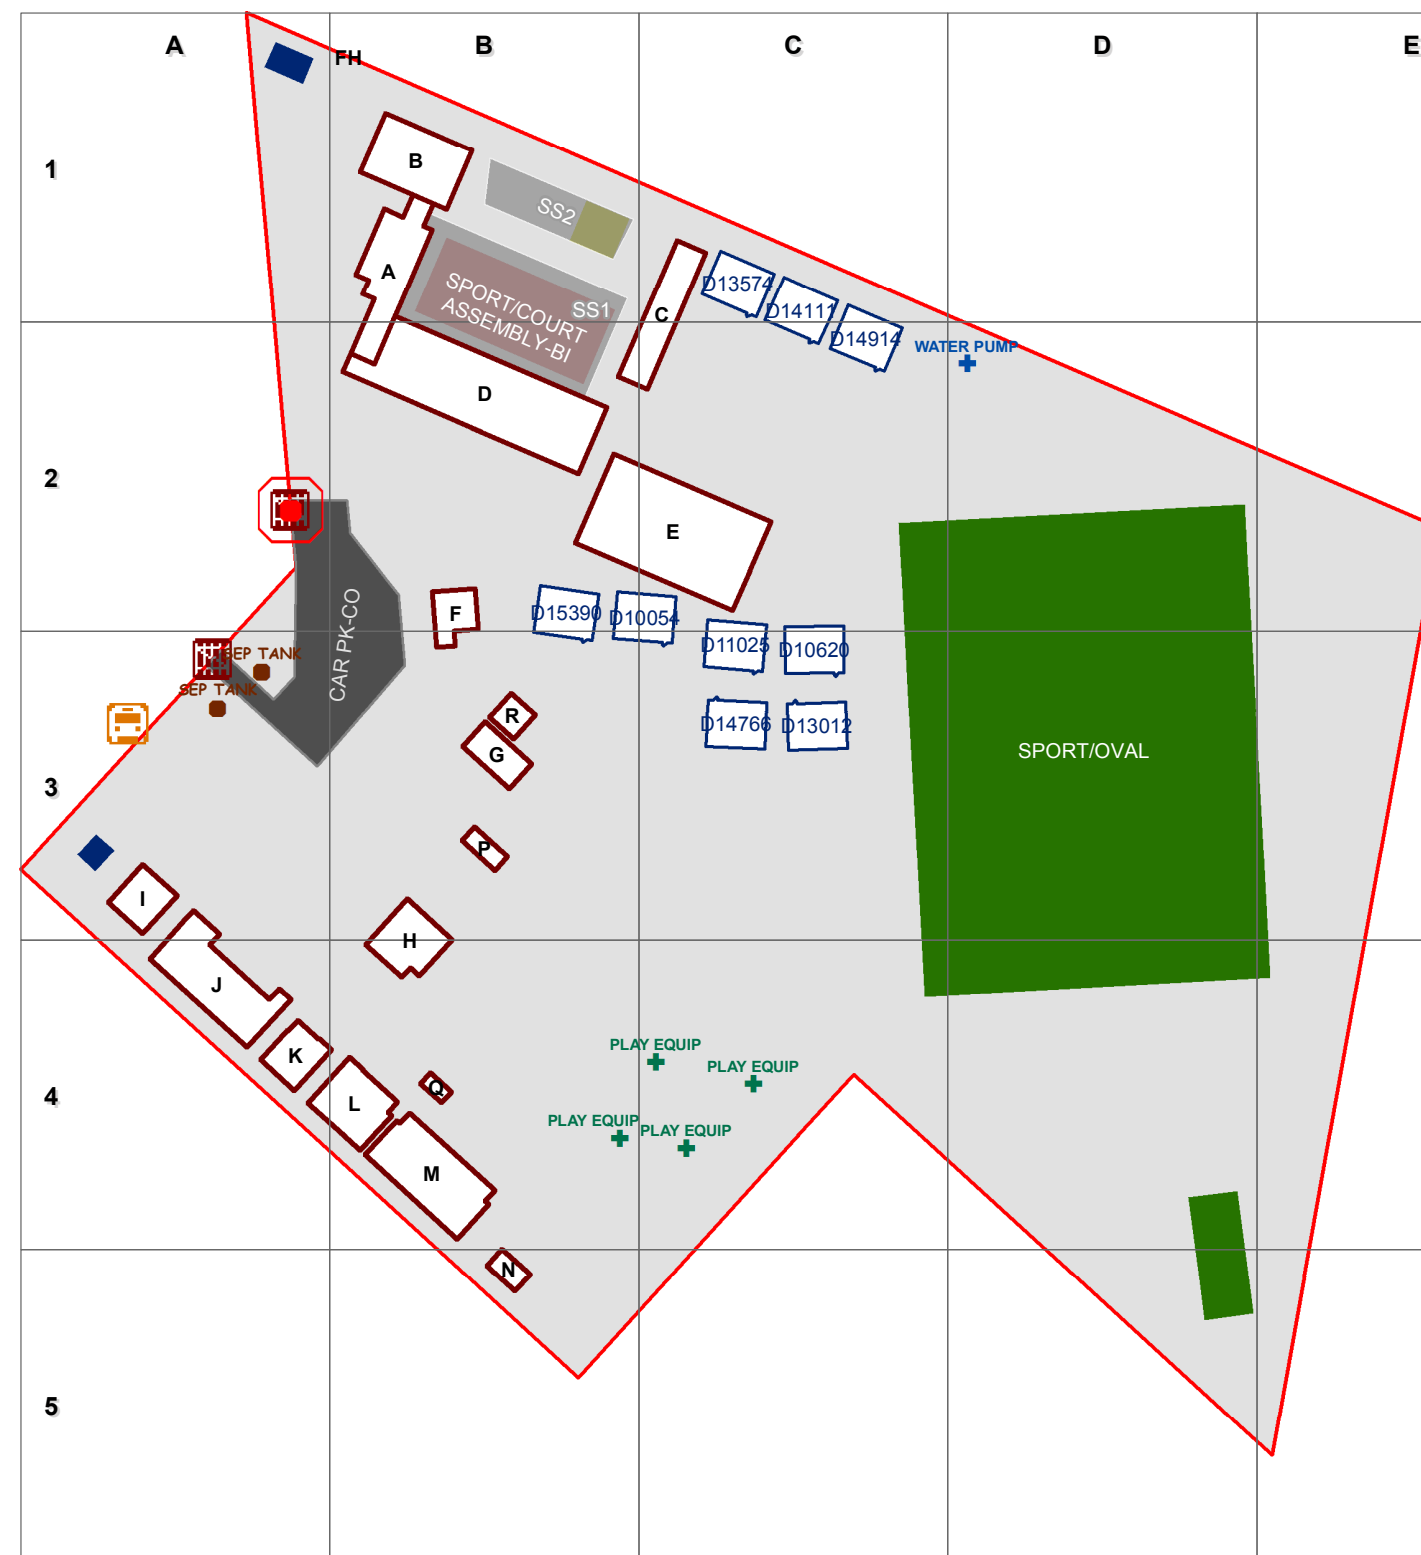 A
B
C
D
E
FH
1
B
SS2
A
SPORT/COURT
ASSEMBLY-BI
SS1
C
D13574
D14111
D14914
WATER PUMP
D
2
E
F
D15390
D10054
D11025
D10620
CAR PK-CO
SEP TANK
SEP TANK
R
G
D14766
D13012
SPORT/OVAL
3
P
I
H
J
K
L
Q
4
PLAY EQUIP
PLAY EQUIP
PLAY EQUIP
PLAY EQUIP
M
N
5